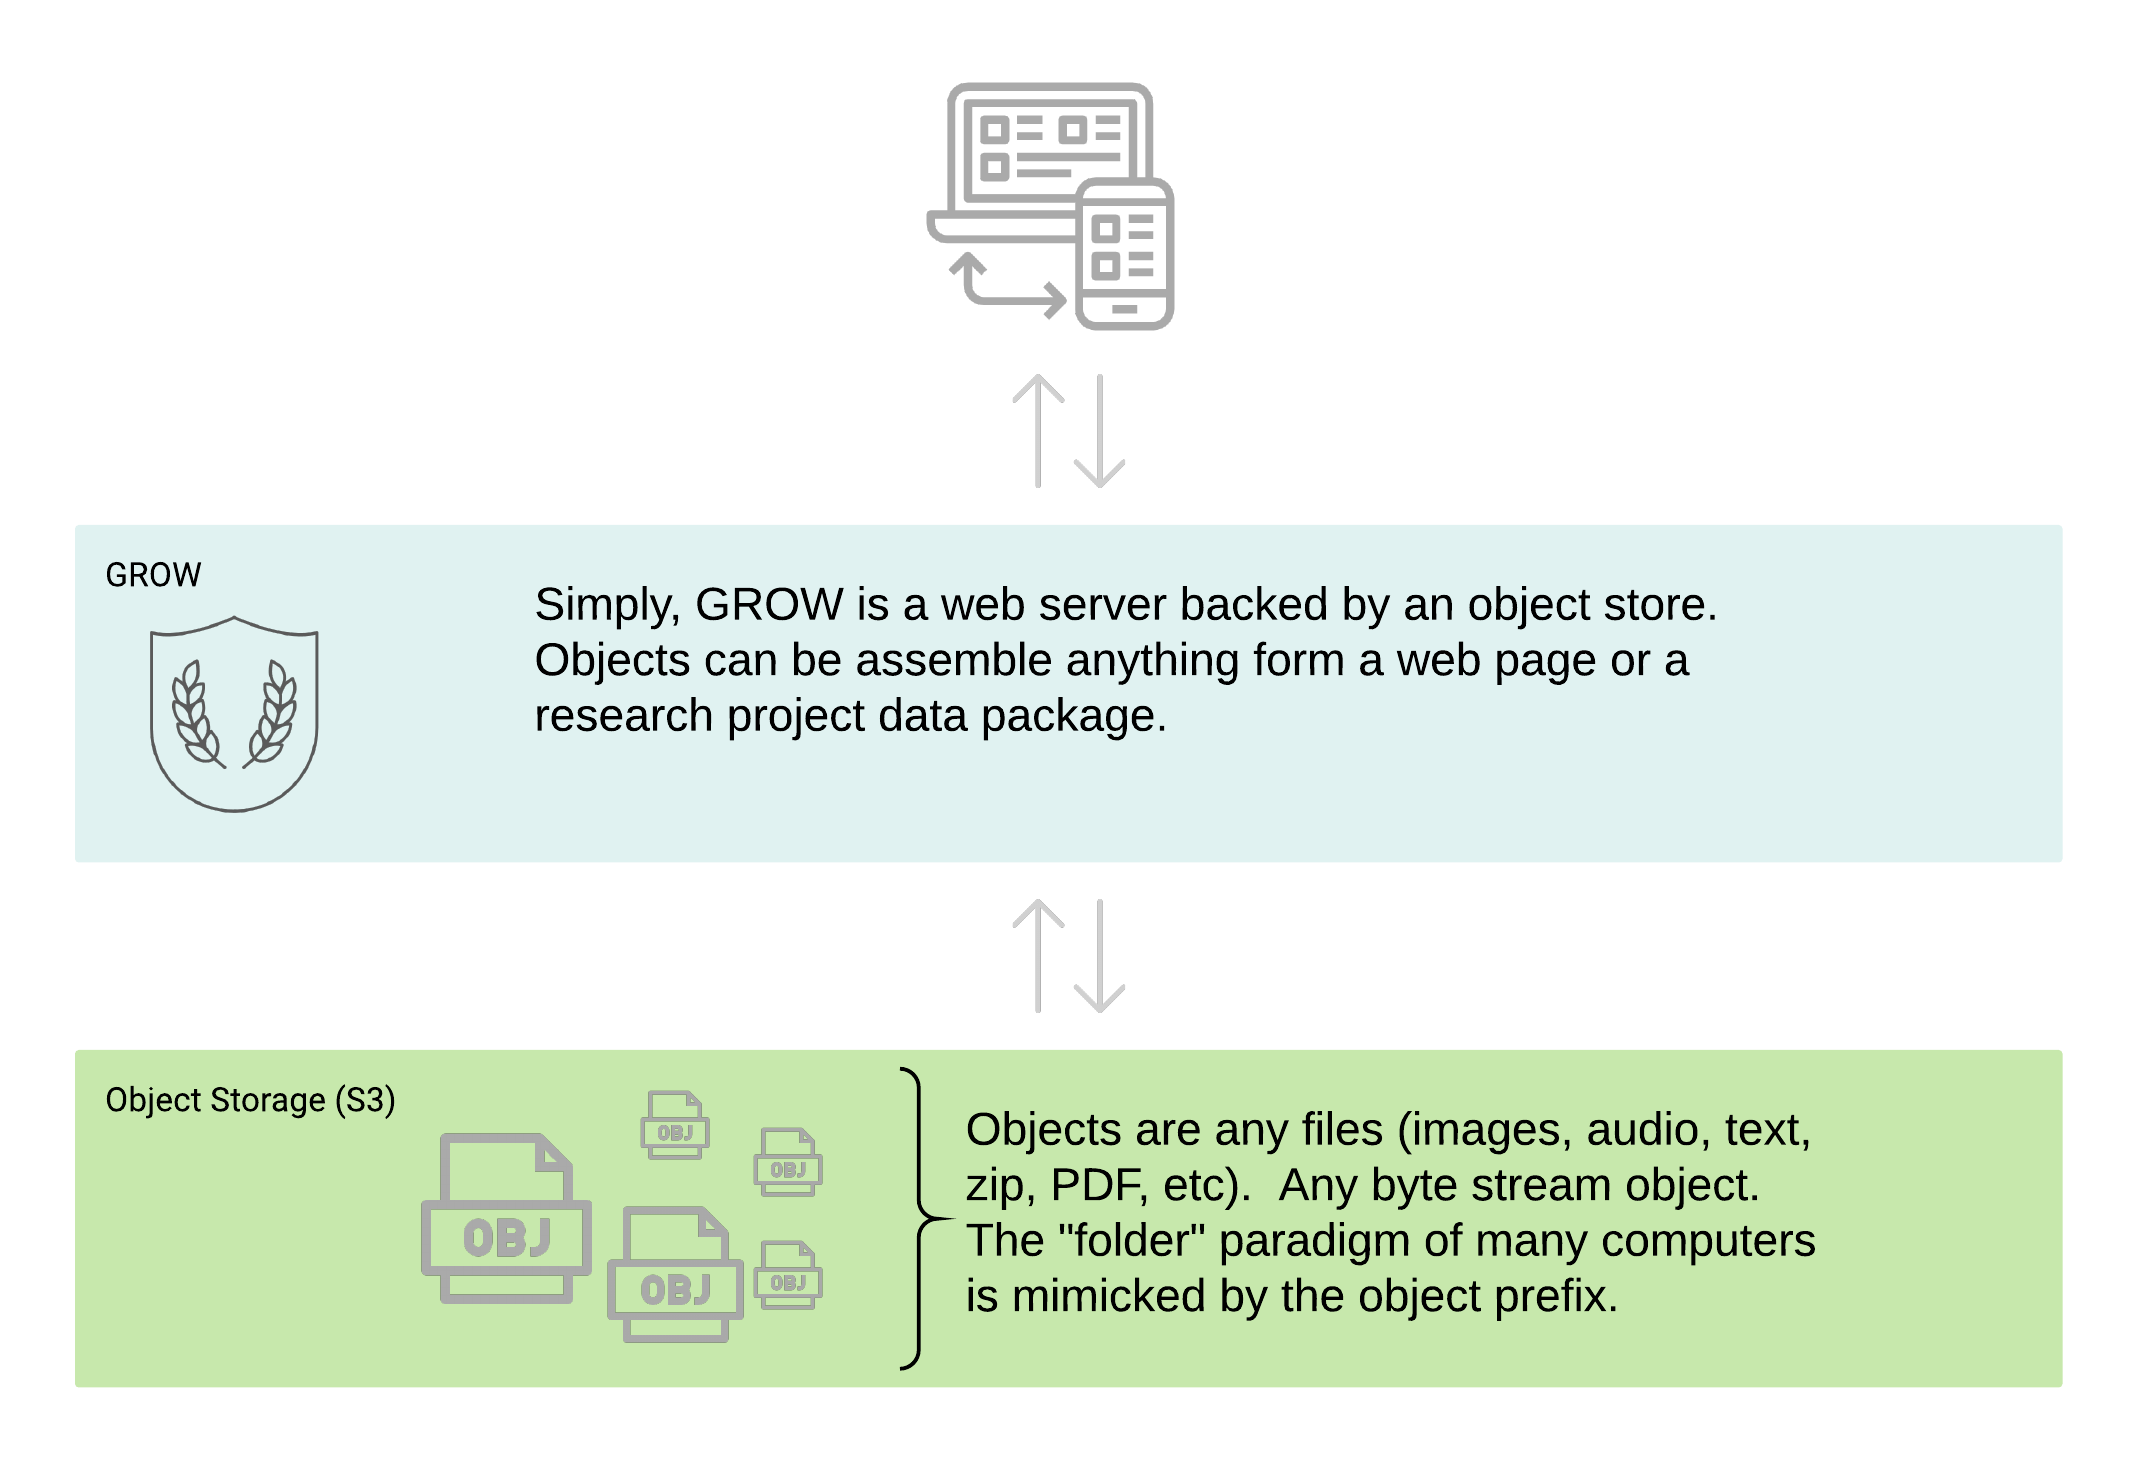 GROW
Simply, GROW is a web server backed by an object store.
Objects can be assemble anything form a web page or a
research project data package.
Object Storage (S3)
OBJ
OBJ
OBJ
OBJ
OBJ
Objects are any files (images, audio, text,
zip, PDF, etc).  Any byte stream object.
The "folder" paradigm of many computers
is mimicked by the object prefix.